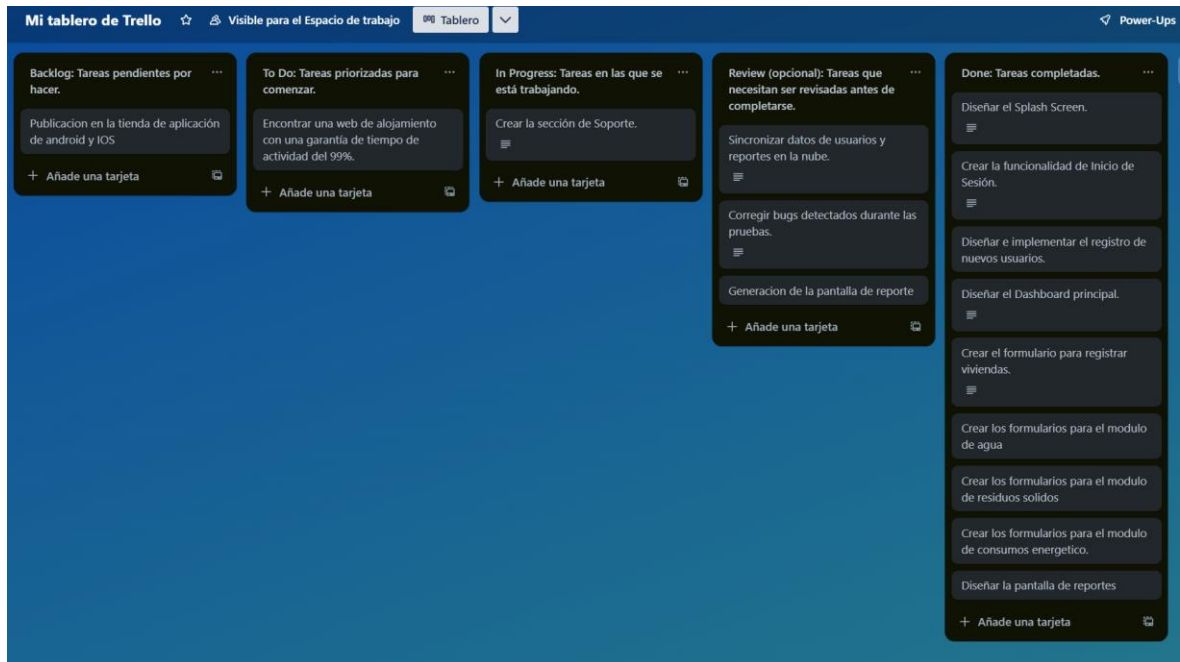 Mi tablero de Trello
Visible para el Espacio de trabajo
Tablero
Power-Ups
Backlog: Tareas pendientes por
hacer.
Publicacion en la tienda de aplicación
de android y IOS
+ Añade una tarjeta
To Do: Tareas priorizadas para
comenzar.
Encontrar una web de alojamiento
con una garantía de tiempo de
actividad del 99%.
+ Añade una tarjeta
In Progress: Tareas en las que se
está trabajando.
Crear la sección de Soporte.
+ Añade una tarjeta
Review (opcional): Tareas que
necesitan ser revisadas antes de
completarse.
Sincronizar datos de usuarios y
reportes en la nube.
Corregir bugs detectados durante las
pruebas.
Generacion de la pantalla de reporte
+ Añade una tarjeta
Done: Tareas completadas.
Diseñar el Splash Screen.
Crear la funcionalidad de Inicio de
Sesión.
Diseñar e implementar el registro de
nuevos usuarios.
Diseñar el Dashboard principal.
Crear el formulario para registrar
viviendas.
Crear los formularios para el modulo
de agua
Crear los formularios para el modulo
de residuos solidos
Crear los formularios para el modulo
de consumos energetico.
Diseñar la pantalla de reportes
+ Añade una tarjeta